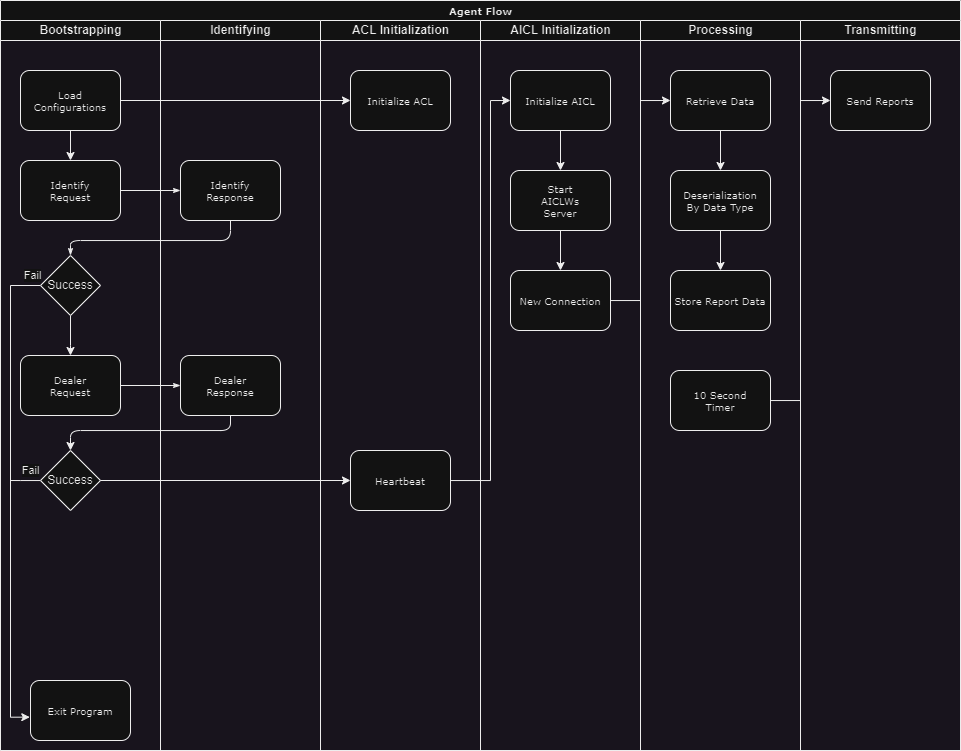 Agent Flow
Bootstrapping
Identifying
ACL Initialization
AICL Initialization
Processing
Transmitting
Load
Configurations
Initialize ACL
Initialize AICL
Retrieve Data
Send Reports
Identify
Request
Identify
Response
Start
AICLWs
Server
Deserialization
By Data Type
Fail
Success
New Connection
Store Report Data
Dealer
Request
Dealer
Response
10 Second
Timer
Fail
Success
Heartbeat
Exit Program